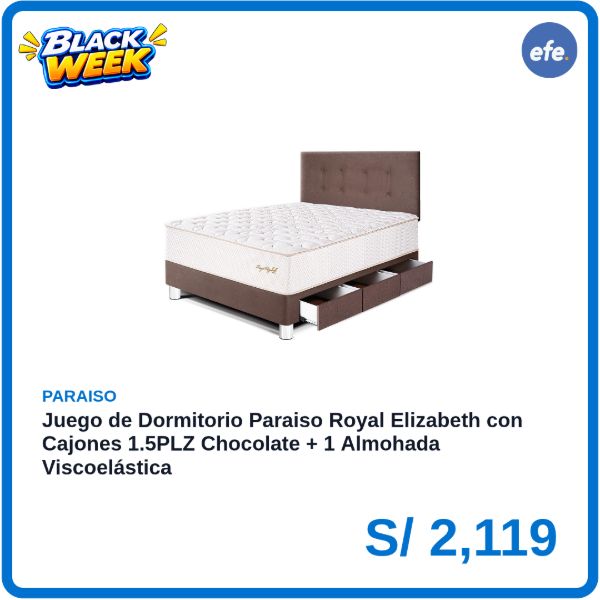 BLACK
WEEK
efe.
PARAISO
Juego de Dormitorio Paraiso Royal Elizabeth con
Cajones 1.5PLZ Chocolate + 1 Almohada
Viscoelástica
S/ 2,119